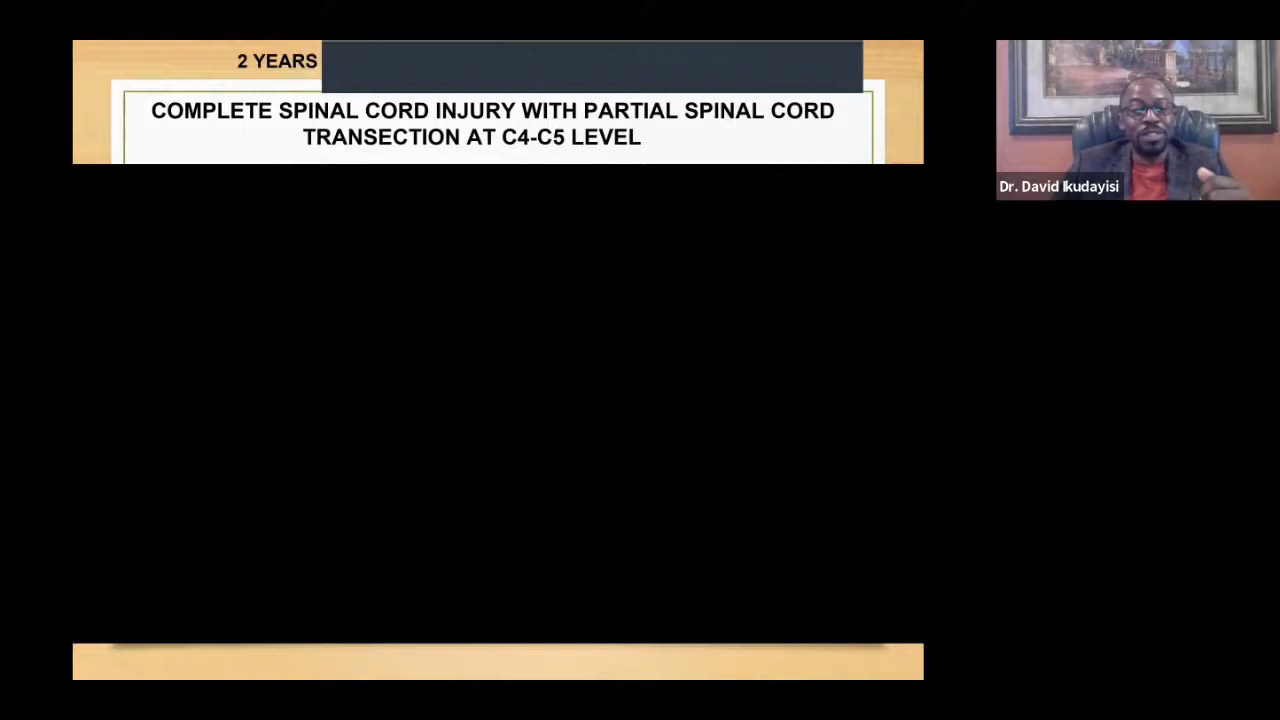 2 YEARS
COMPLETE SPINAL CORD INJURY WITH PARTIAL SPINAL CORD
TRANSECTION AT C4-C5 LEVEL
Dr. David Ikudayisi